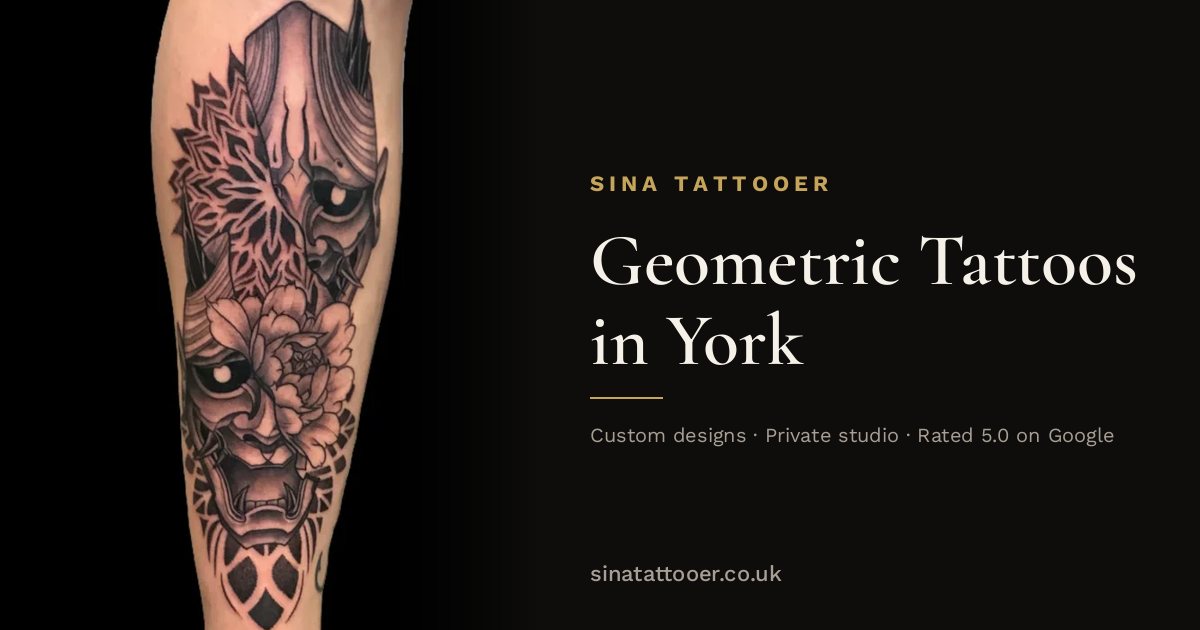 SINA TATTOOER
Geometric Tattoos
in York
Custom designs · Private studio · Rated 5.0 on Google
sinatattooer.co.uk